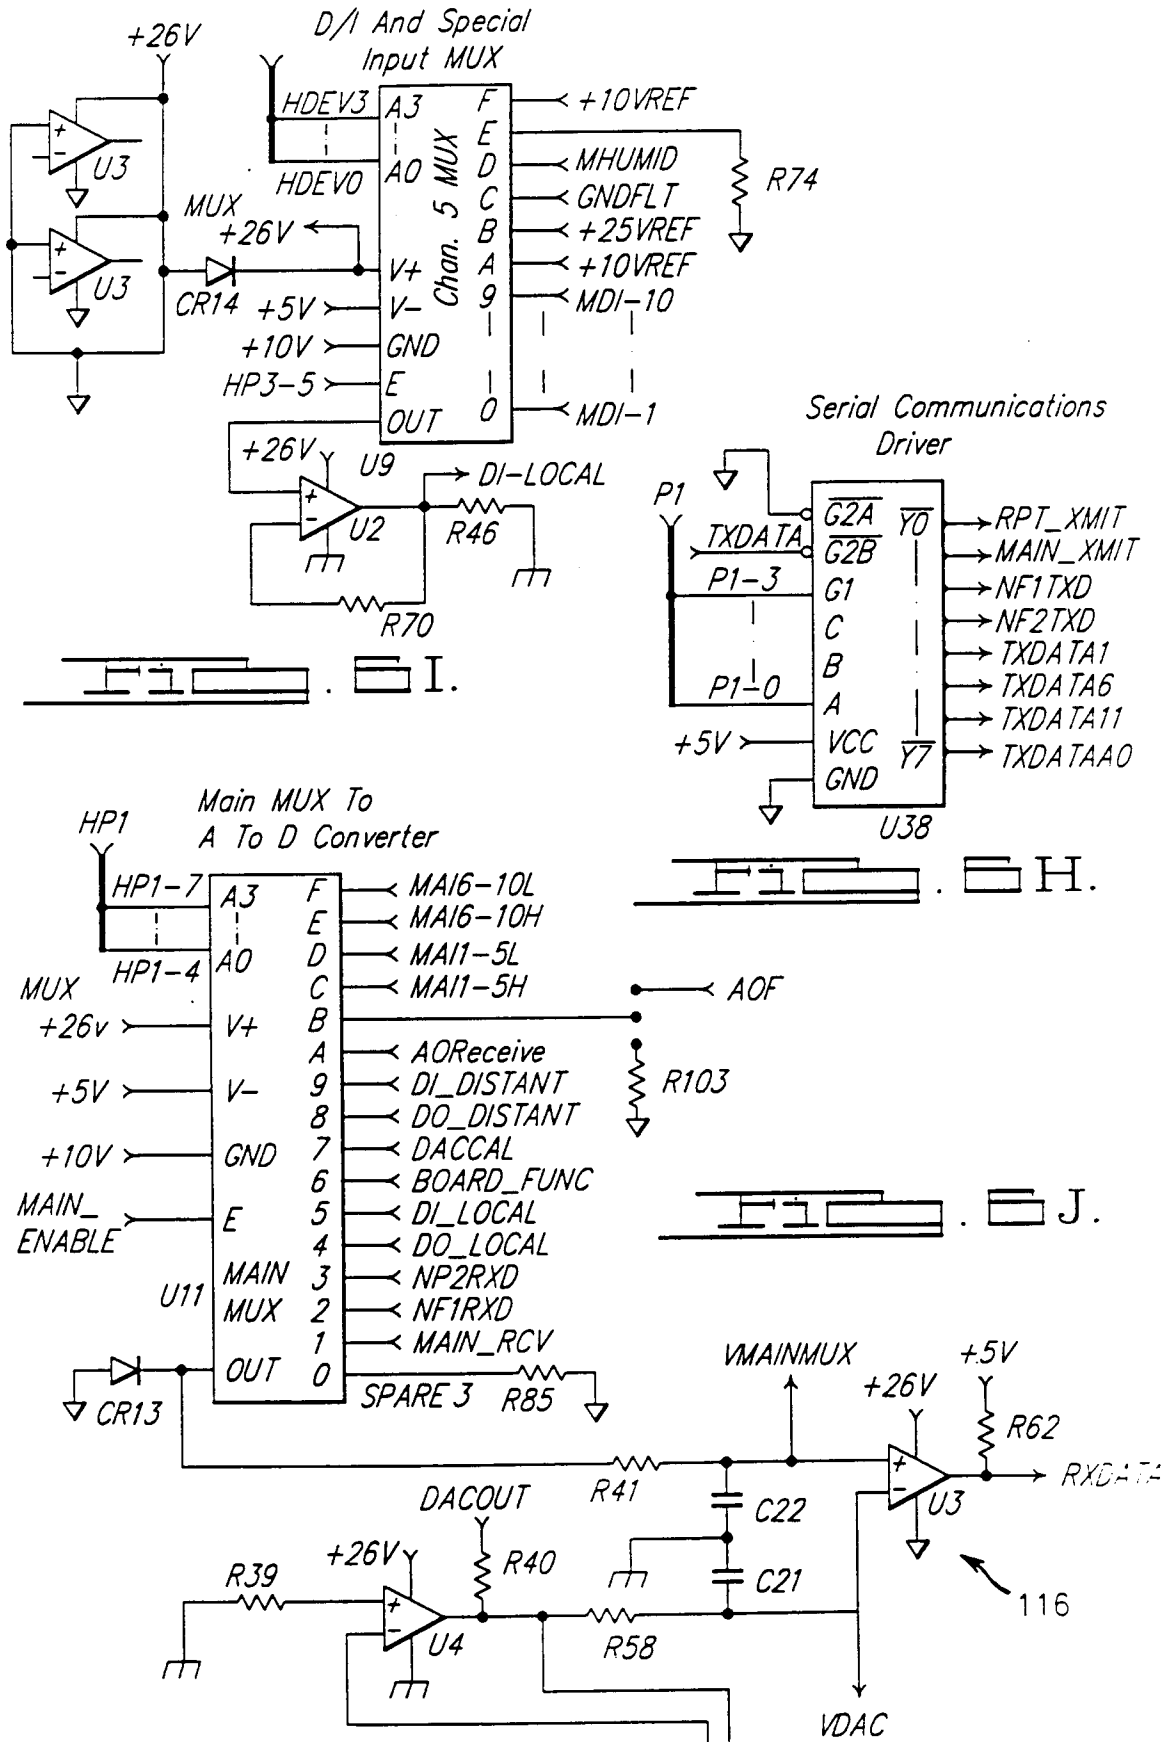 D/I And Special
Input MUX
+26V
HDEV3
A3
F
+10VREF
+
-
U3
E
HDEV0
A0
D
MHUMID
R74
C
GNDFLT
MUX
+26V
B
+25VREF
+
-
U3
Chan. 5 MUX
A
+10VREF
CR14
V+
9
MDI-10
+5V
V-
+10V
GND
HP3-5
E
OUT
0
MDI-1
U9
+26V
DI-LOCAL
+
-
U2
R46
R70
I.
Serial Communications
Driver
P1
G2A
Y0
RPT_XMIT
TXDATA
G2B
MAIN_XMIT
P1-3
G1
NF1TXD
C
NF2TXD
B
TXDATA1
P1-0
A
TXDATA6
TXDATA11
+5V
VCC
Y7
TXDATAA0
GND
U38
H.
Main MUX To
A To D Converter
HP1
HP1-7
A3
F
MAI6-10L
E
MAI6-10H
HP1-4
A0
D
MAI1-5L
C
MAI1-5H
MUX
+26v
V+
B
AOF
A
AOReceive
R103
+5V
V-
9
DI_DISTANT
8
DO_DISTANT
+10V
GND
7
DACCAL
6
BOARD_FUNC
MAIN_
ENABLE
E
5
DI_LOCAL
4
DO_LOCAL
U11
MAIN
MUX
3
NP2RXD
2
NF1RXD
1
MAIN_RCV
OUT
0
SPARE 3
R85
CR13
J.
VMAINMUX
+5V
+26V
R62
R41
+
-
U3
RXDATA
DACOUT
C22
+26V
R40
C21
R39
+
-
U4
R58
116
VDAC